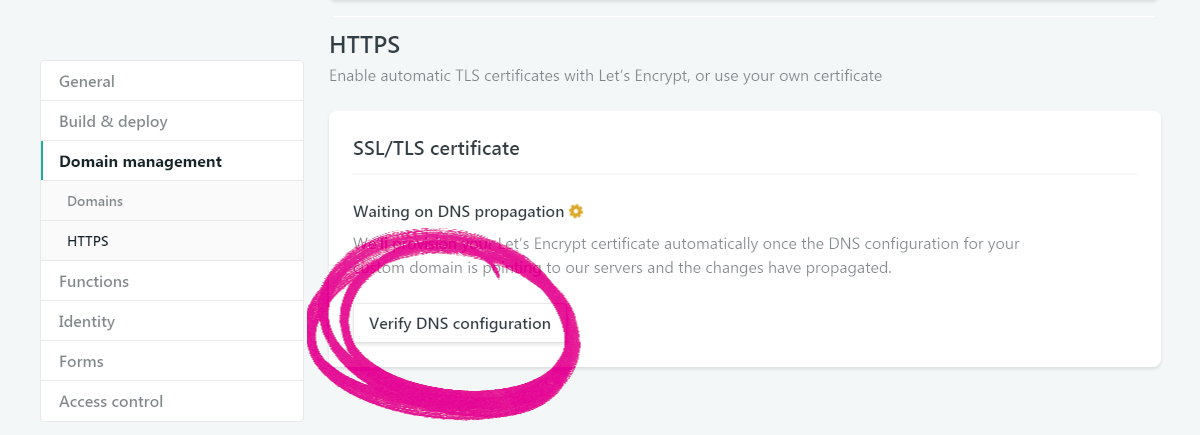 HTTPS
Enable automatic TLS certificates with Let's Encrypt, or use your own certificate
General
Build & deploy
Domain management
Domains
HTTPS
Functions
Identity
Forms
Access control
SSL/TLS certificate
Waiting on DNS propagation
We'll provision your Let's Encrypt certificate automatically once the DNS configuration for your
custom domain is pointing to our servers and the changes have propagated.
Verify DNS configuration